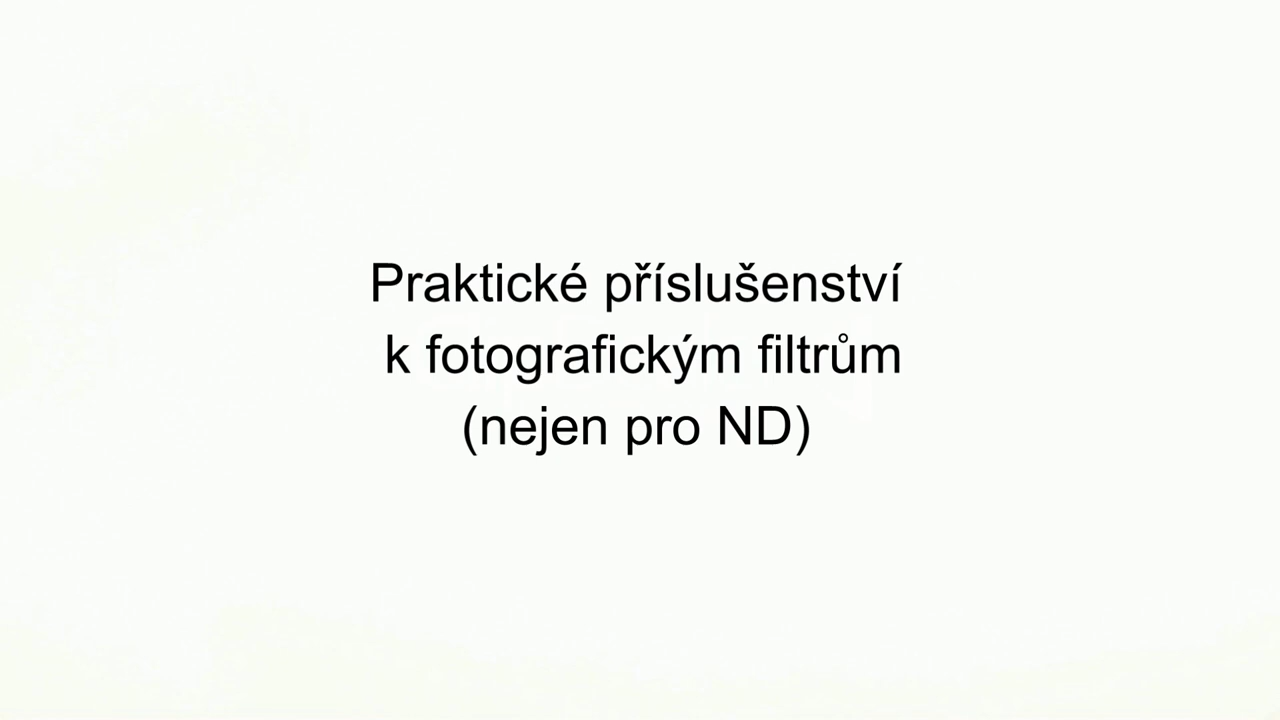 Praktické příslušenství
k fotografickým filtrům
(nejen pro ND)